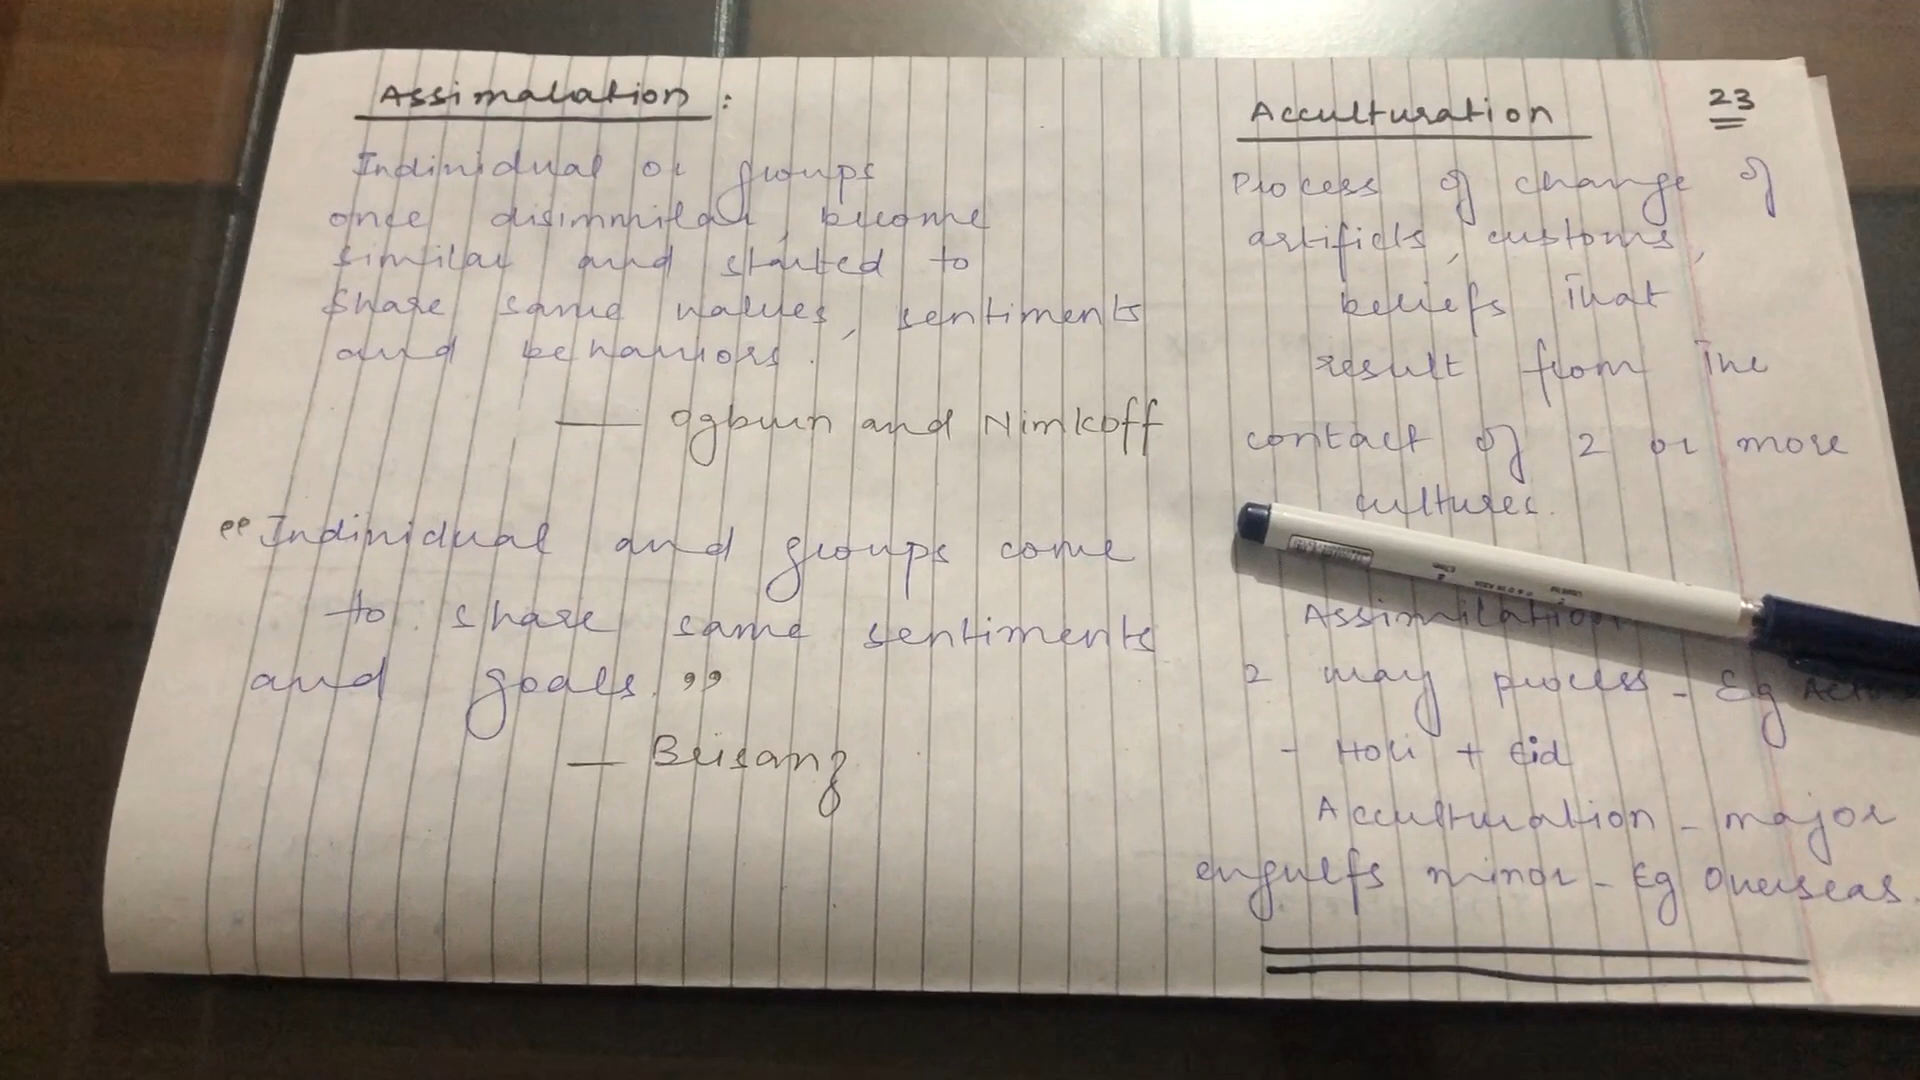 Assimalation :
Individual or groups
once disimmilar, become
similar and started to
share same values, sentiments
and behaviors.
— Ogburn and Nimkoff
"Individual and groups come
to share same sentiments
and goals."
— Beisanz
23
Acculturation
Process of change of
artificts, customs,
beliefs that
result from the
contact of 2 or more
cultures.
Assimilation
2 way process - Eg
- Holi + Eid
Acculturation - major
engulfs minor - Eg Overseas.